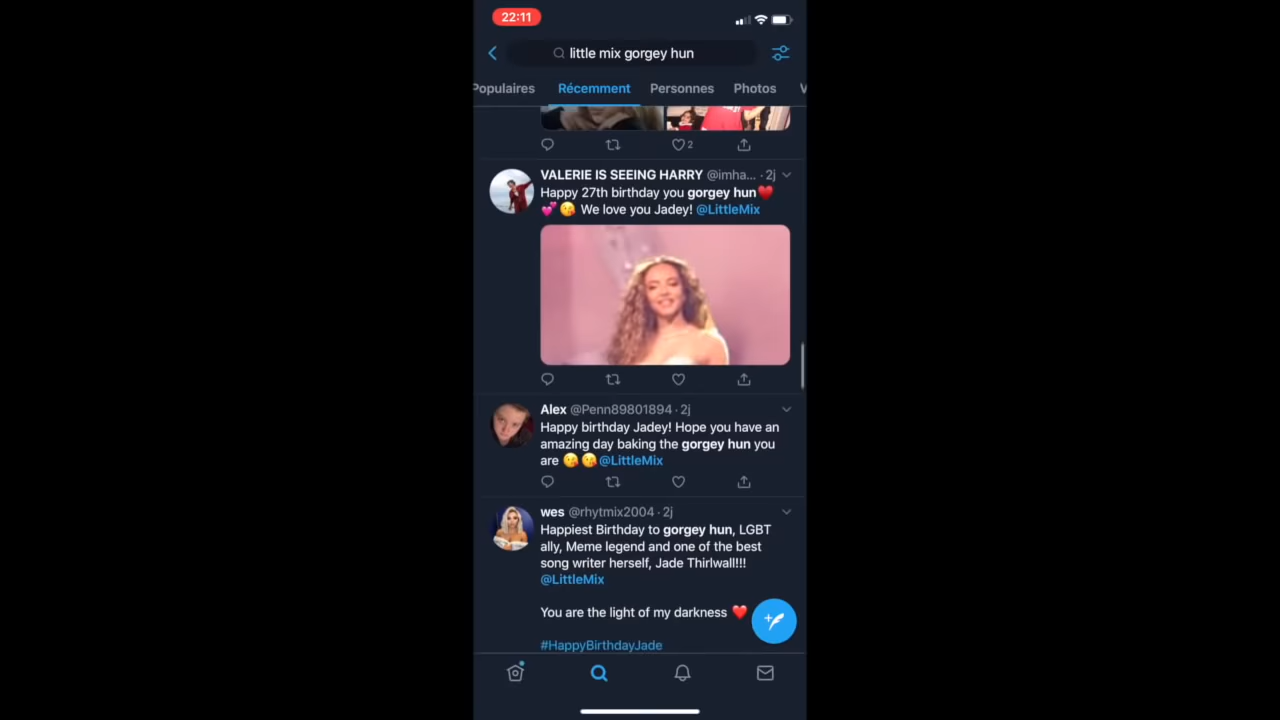 22:11
little mix gorgey hun
Populaires Récemment Personnes Photos V
2
VALERIE IS SEEING HARRY @imha... · 2j
Happy 27th birthday you gorgey hun❤️
💕😘 We love you Jadey! @LittleMix
Alex @Penn89801894 · 2j
Happy birthday Jadey! Hope you have an
amazing day baking the gorgey hun you
are 😘😘@LittleMix
wes @rhytmix2004 · 2j
Happiest Birthday to gorgey hun, LGBT
ally, Meme legend and one of the best
song writer herself, Jade Thirlwall!!!
@LittleMix
You are the light of my darkness ❤️
#HappyBirthdayJade